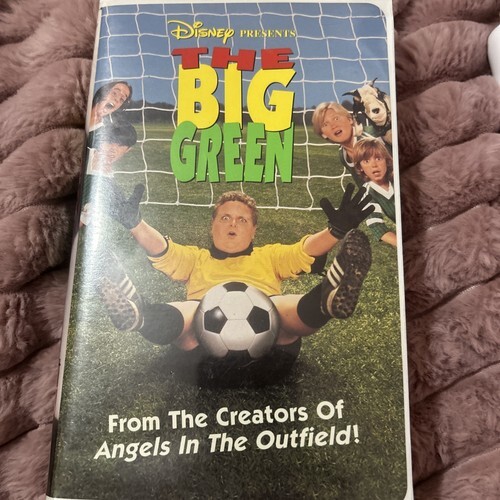 Disney PRESENTS
THE
BIG
GREEN
From The Creators Of
Angels In The Outfield!